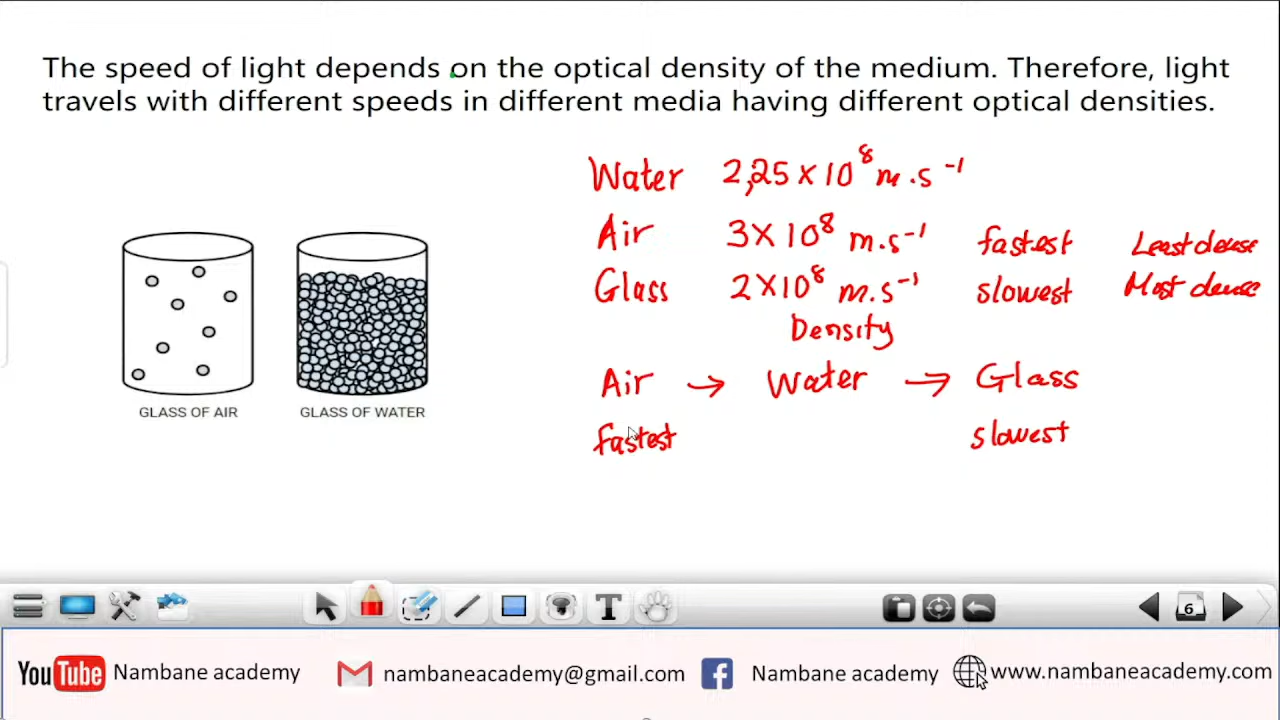 The speed of light depends on the optical density of the medium. Therefore, light
travels with different speeds in different media having different optical densities.
Water 2,25 × 10⁸ m.s⁻¹
Air 3 × 10⁸ m.s⁻¹ fastest Least dense
Glass 2 × 10⁸ m.s⁻¹ slowest Most dense
Density
Air → Water → Glass
fastest slowest
GLASS OF AIR GLASS OF WATER
T
6
YouTube Nambane academy nambaneacademy@gmail.com f Nambane academy www.nambaneacademy.com